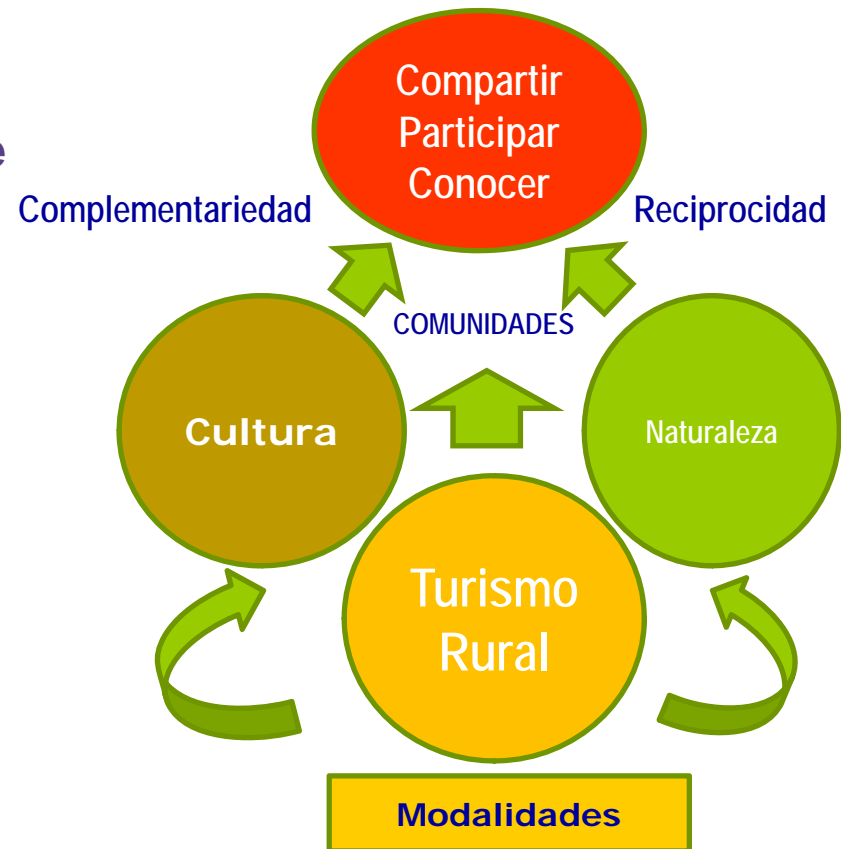 Compartir
Participar
Conocer
e
Complementariedad
Reciprocidad
COMUNIDADES
Cultura
Naturaleza
Turismo
Rural
Modalidades